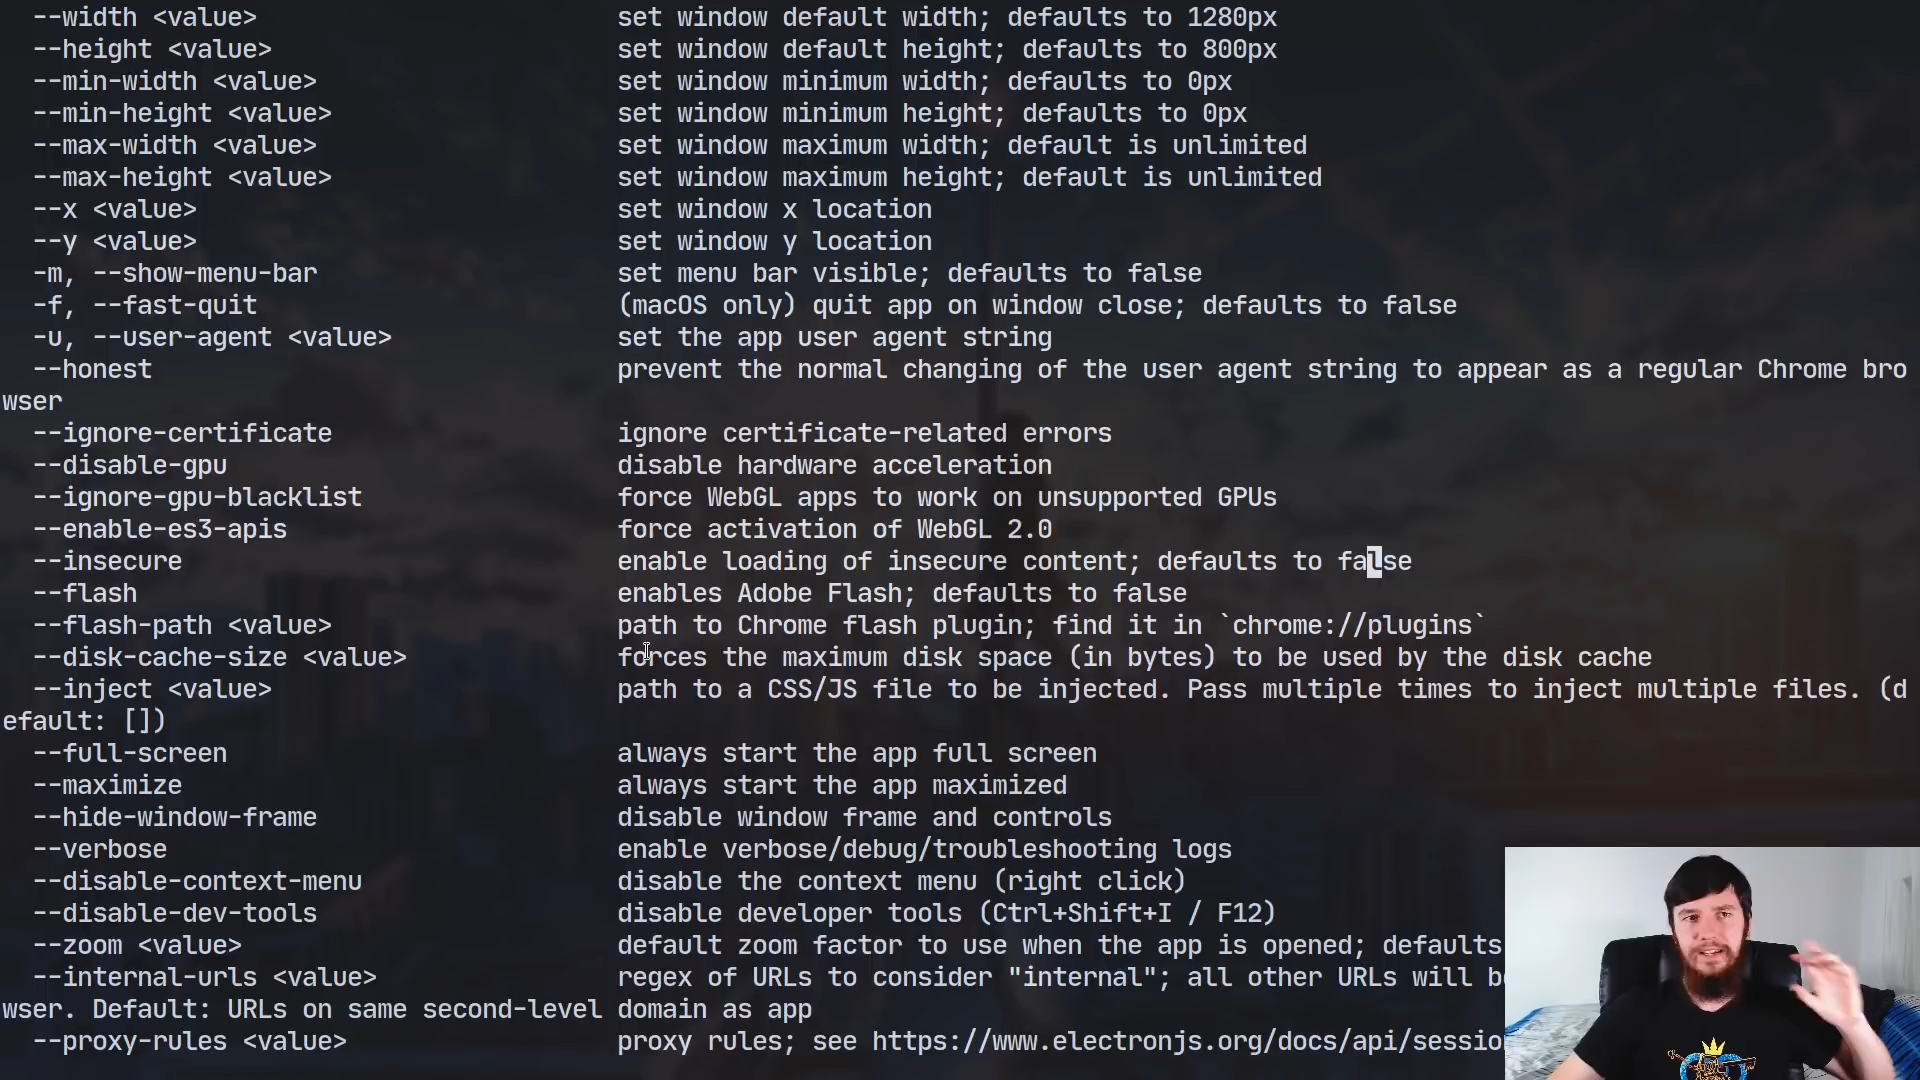 --width <value> set window default width; defaults to 1280px
--height <value> set window default height; defaults to 800px
--min-width <value> set window minimum width; defaults to 0px
--min-height <value> set window minimum height; defaults to 0px
--max-width <value> set window maximum width; default is unlimited
--max-height <value> set window maximum height; default is unlimited
--x <value> set window x location
--y <value> set window y location
-m, --show-menu-bar set menu bar visible; defaults to false
-f, --fast-quit (macOS only) quit app on window close; defaults to false
-u, --user-agent <value> set the app user agent string
--honest prevent the normal changing of the user agent string to appear as a regular Chrome bro
wser
--ignore-certificate ignore certificate-related errors
--disable-gpu disable hardware acceleration
--ignore-gpu-blacklist force WebGL apps to work on unsupported GPUs
--enable-es3-apis force activation of WebGL 2.0
--insecure enable loading of insecure content; defaults to false
--flash enables Adobe Flash; defaults to false
--flash-path <value> path to Chrome flash plugin; find it in `chrome://plugins`
--disk-cache-size <value> forces the maximum disk space (in bytes) to be used by the disk cache
--inject <value> path to a CSS/JS file to be injected. Pass multiple times to inject multiple files. (d
efault: [])
--full-screen always start the app full screen
--maximize always start the app maximized
--hide-window-frame disable window frame and controls
--verbose enable verbose/debug/troubleshooting logs
--disable-context-menu disable the context menu (right click)
--disable-dev-tools disable developer tools (Ctrl+Shift+I / F12)
--zoom <value> default zoom factor to use when the app is opened; defaults
--internal-urls <value> regex of URLs to consider "internal"; all other URLs will b
wser. Default: URLs on same second-level domain as app
--proxy-rules <value> proxy rules; see https://www.electronjs.org/docs/api/sessio